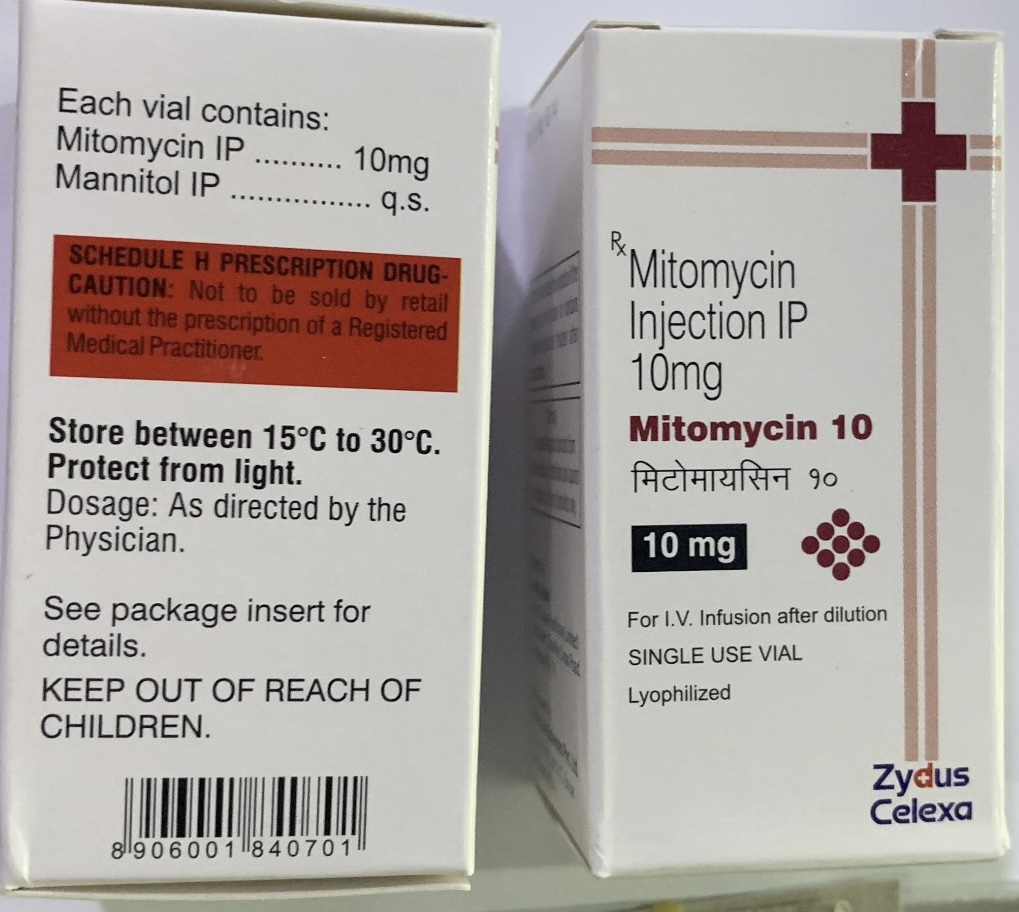 Each vial contains:
Mitomycin IP .......... 10mg
Mannitol IP ................ q.s.
SCHEDULE H PRESCRIPTION DRUG-
CAUTION: Not to be sold by retail
without the prescription of a Registered
Medical Practitioner.
Store between 15°C to 30°C.
Protect from light.
Dosage: As directed by the
Physician.
See package insert for
details.
KEEP OUT OF REACH OF
CHILDREN.
8 906001 840701
Rx
Mitomycin
Injection IP
10mg
Mitomycin 10
मिटोमायसिन १०
10 mg
For I.V. Infusion after dilution
SINGLE USE VIAL
Lyophilized
Zydus
Celexa